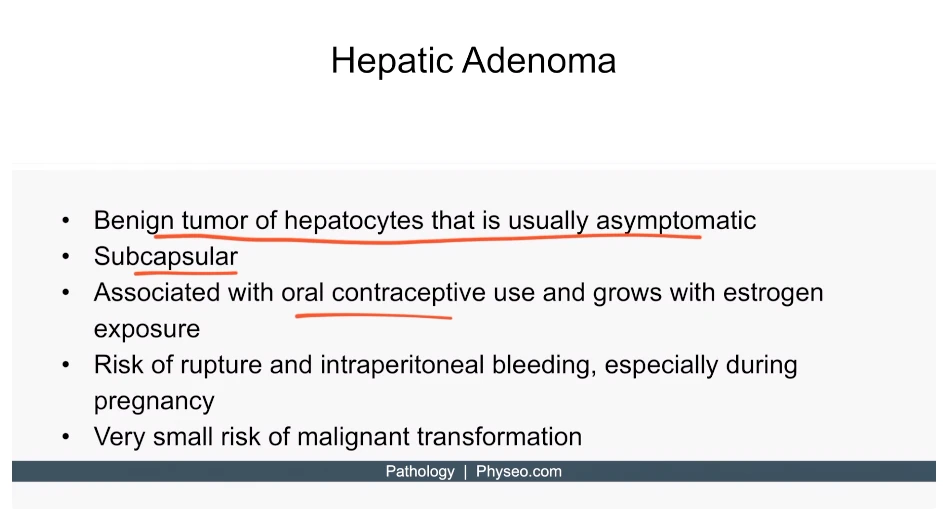 Hepatic Adenoma
• Benign tumor of hepatocytes that is usually asymptomatic
• Subcapsular
• Associated with oral contraceptive use and grows with estrogen
exposure
• Risk of rupture and intraperitoneal bleeding, especially during
pregnancy
• Very small risk of malignant transformation
Pathology | Physeo.com